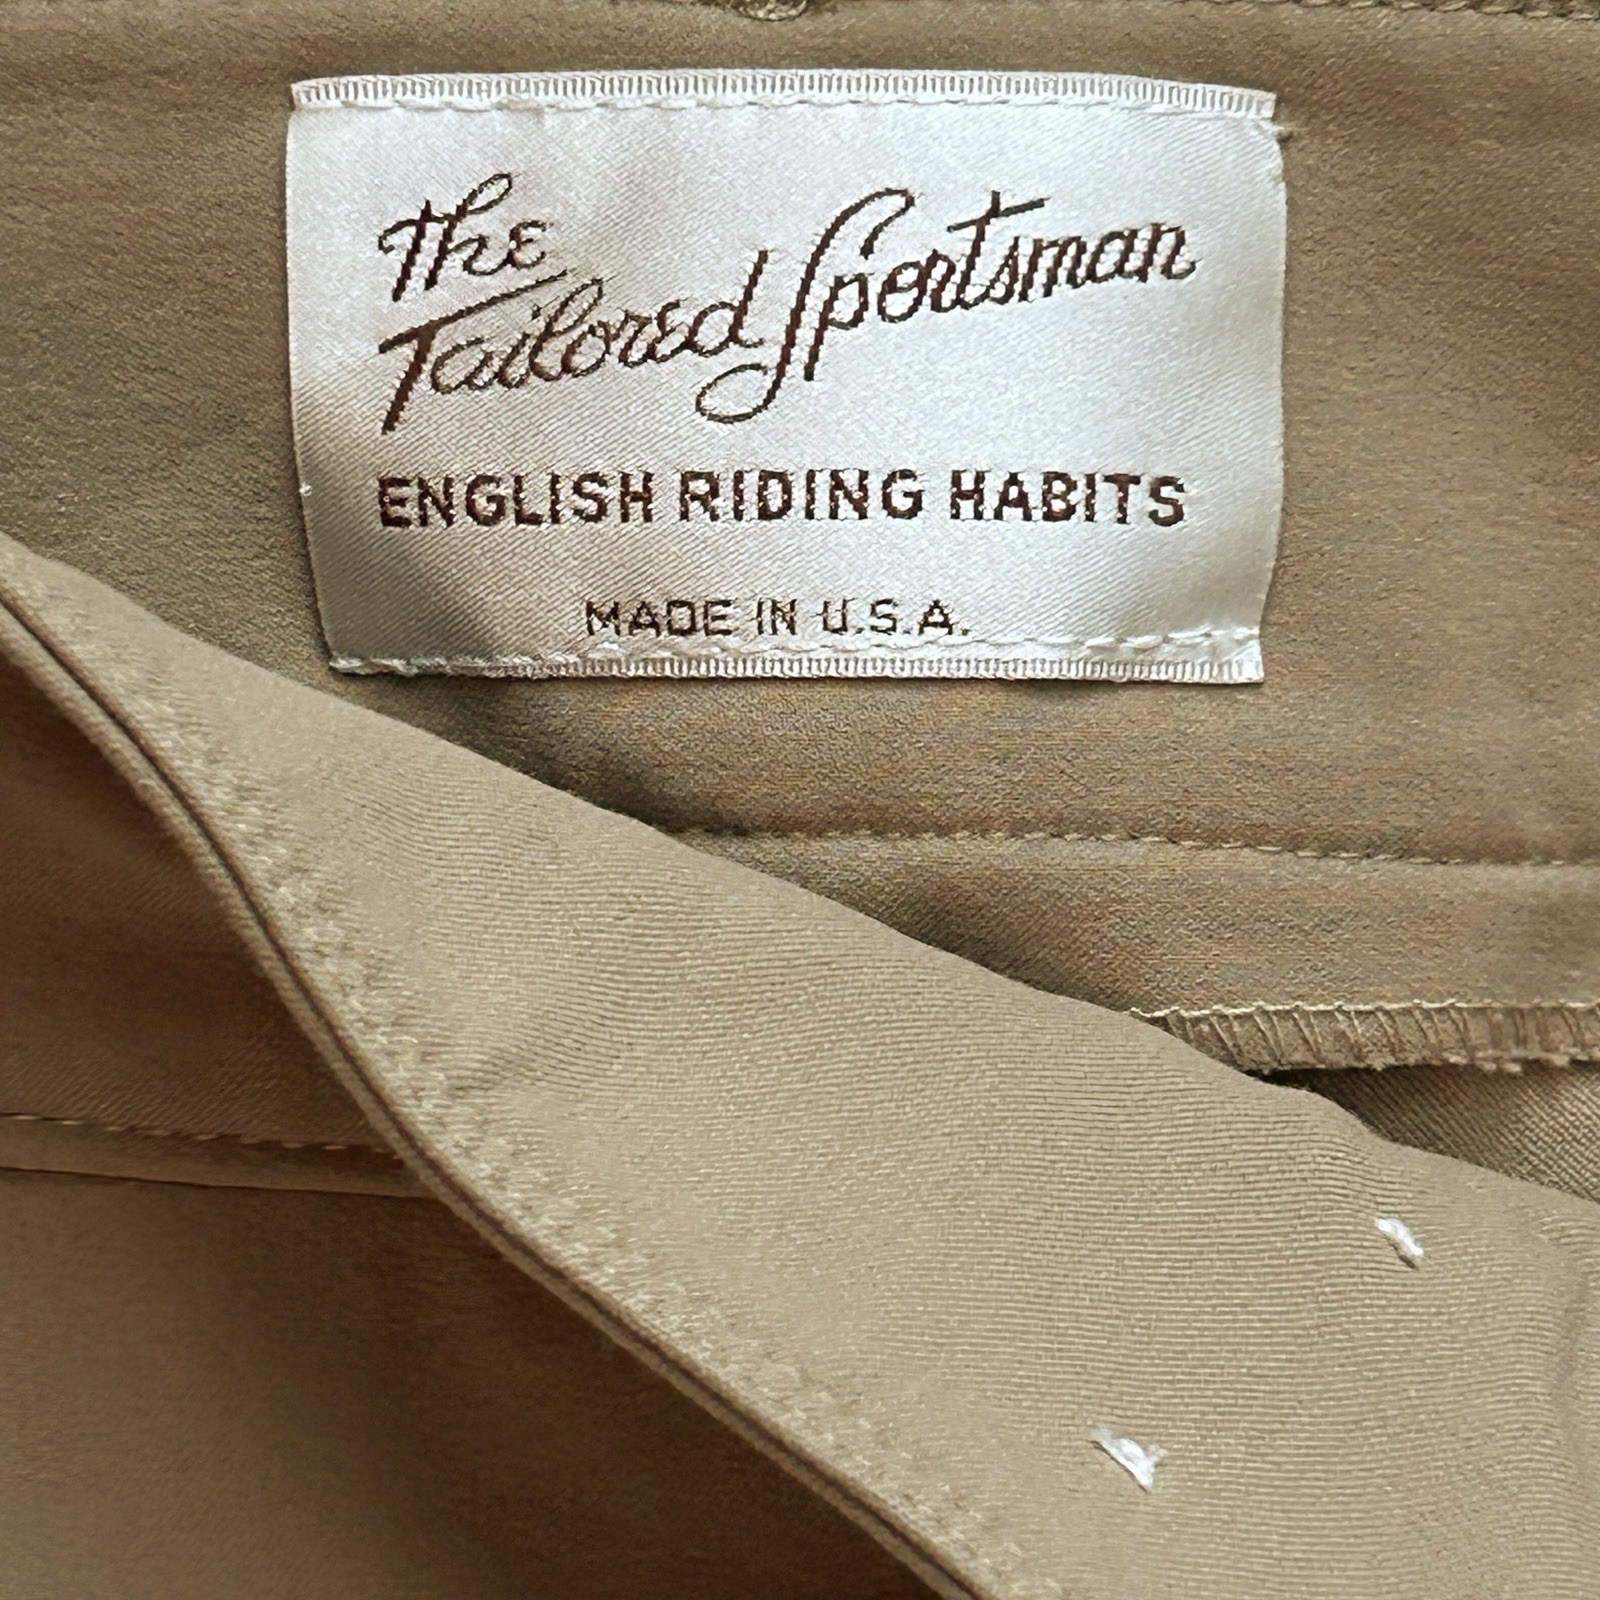 The
Tailored Sportsman
ENGLISH RIDING HABITS
MADE IN U.S.A.